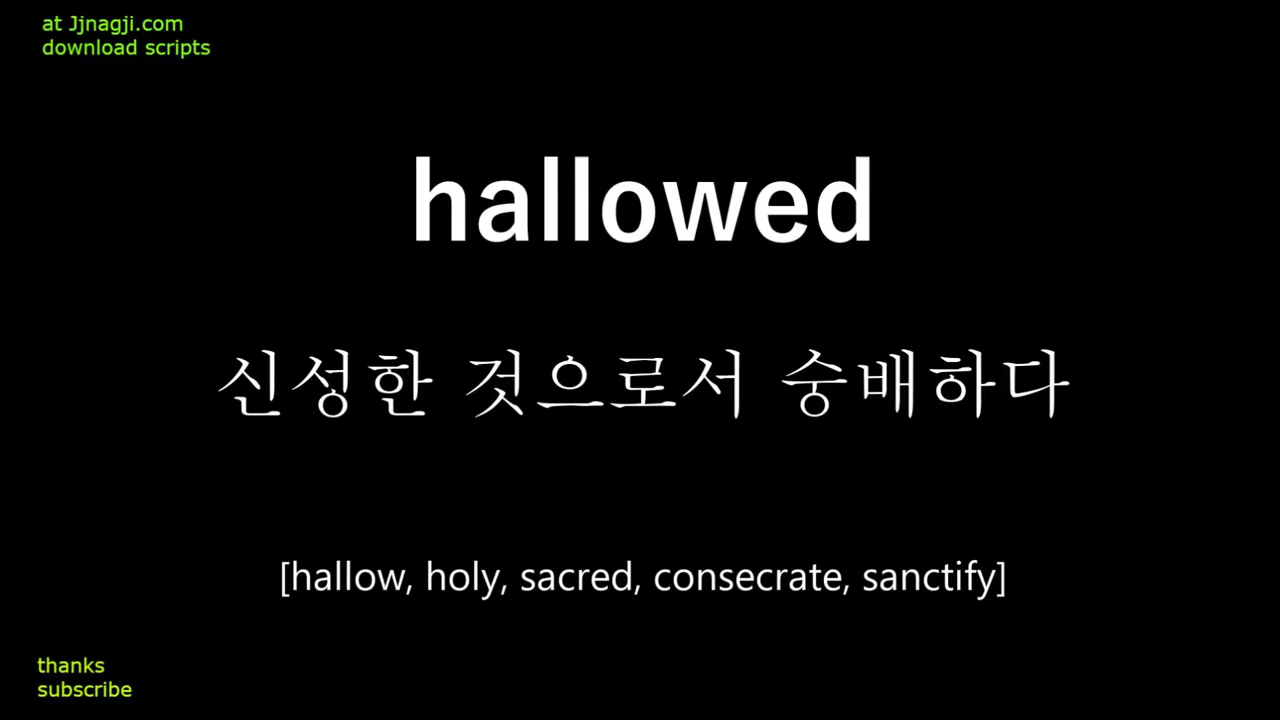 at Jjnagji.com
download scripts
hallowed
신성한 것으로서 숭배하다
[hallow, holy, sacred, consecrate, sanctify]
thanks
subscribe